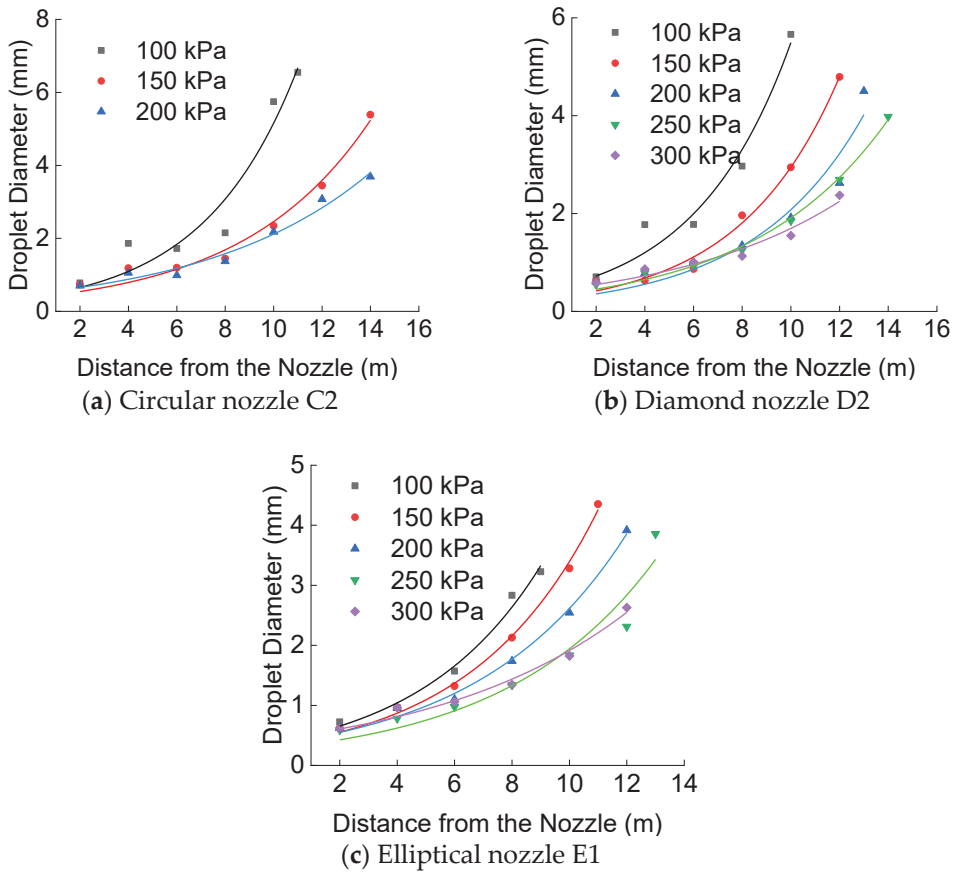 8
6
4
2
0
Droplet Diameter (mm)
100 kPa
150 kPa
200 kPa
2 4 6 8 10 12 14 16
Distance from the Nozzle (m)
(a) Circular nozzle C2
6
4
2
0
Droplet Diameter (mm)
100 kPa
150 kPa
200 kPa
250 kPa
300 kPa
2 4 6 8 10 12 14 16
Distance from the Nozzle (m)
(b) Diamond nozzle D2
5
4
3
2
1
0
Droplet Diameter (mm)
100 kPa
150 kPa
200 kPa
250 kPa
300 kPa
2 4 6 8 10 12 14
Distance from the Nozzle (m)
(c) Elliptical nozzle E1